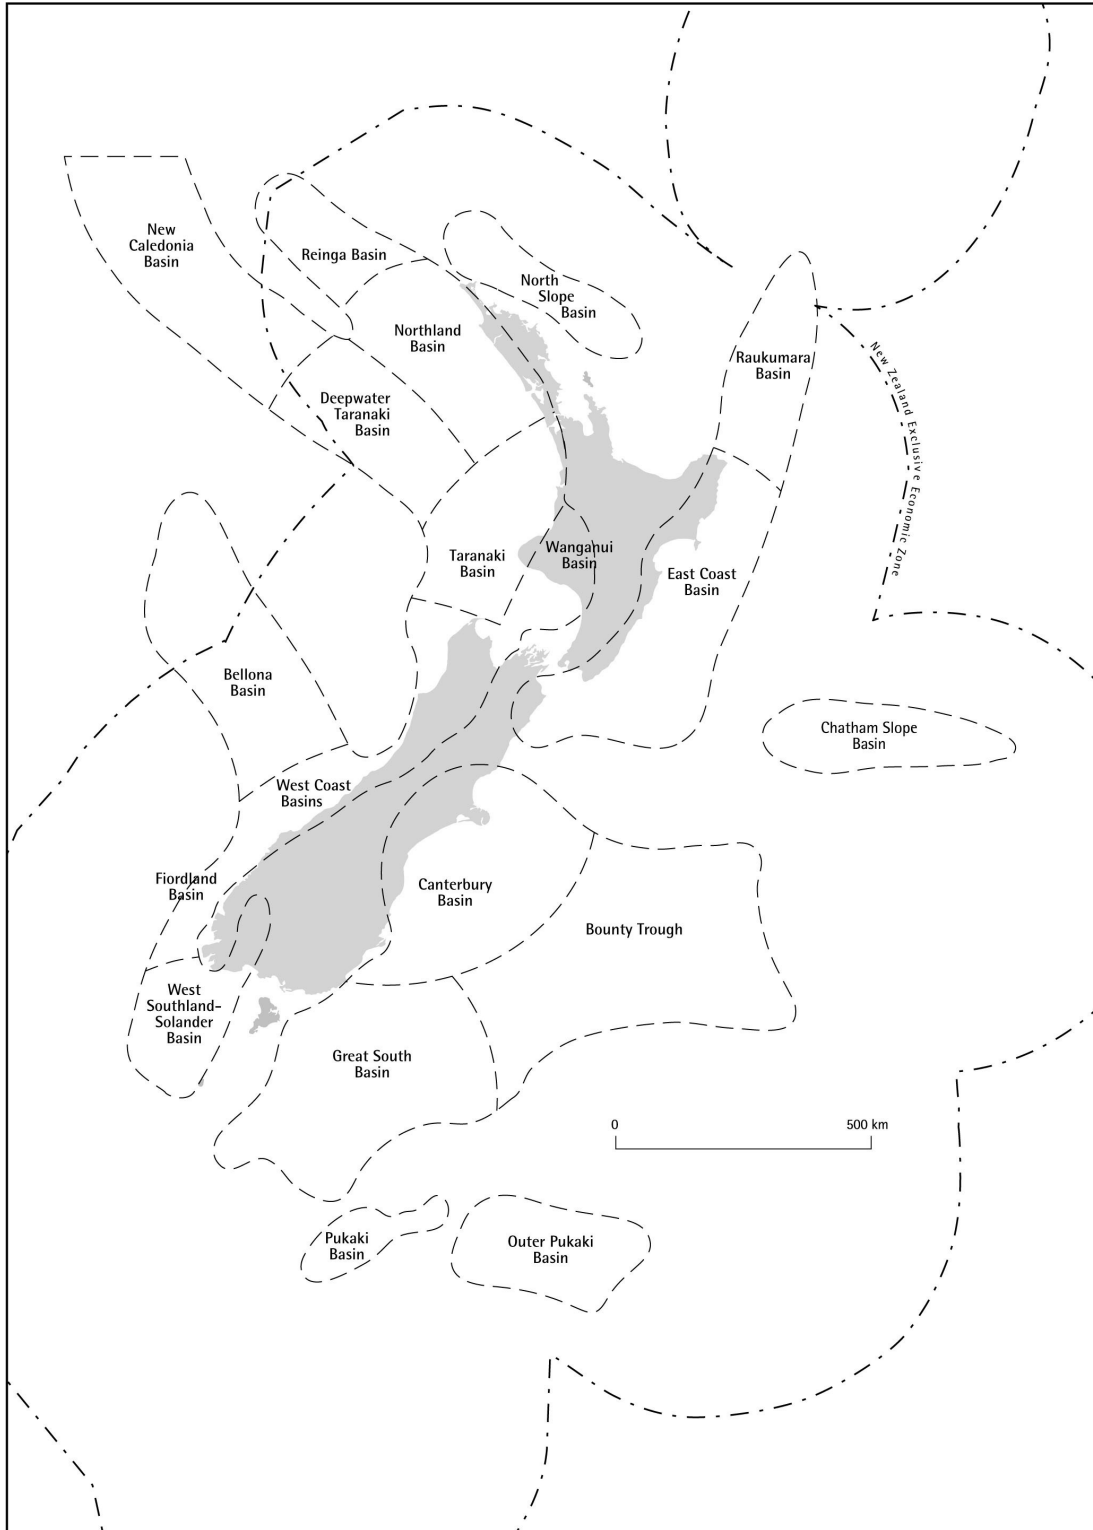 New
Caledonia
Basin
Reinga Basin
North
Slope
Basin
Northland
Basin
Raukumara
Basin
New Zealand Exclusive Economic Zone
Deepwater
Taranaki
Basin
Taranaki
Basin
Wanganui
Basin
East Coast
Basin
Bellona
Basin
Chatham Slope
Basin
West Coast
Basins
Fiordland
Basin
Canterbury
Basin
Bounty Trough
West
Southland-
Solander
Basin
Great South
Basin
0 500 km
Pukaki
Basin
Outer Pukaki
Basin